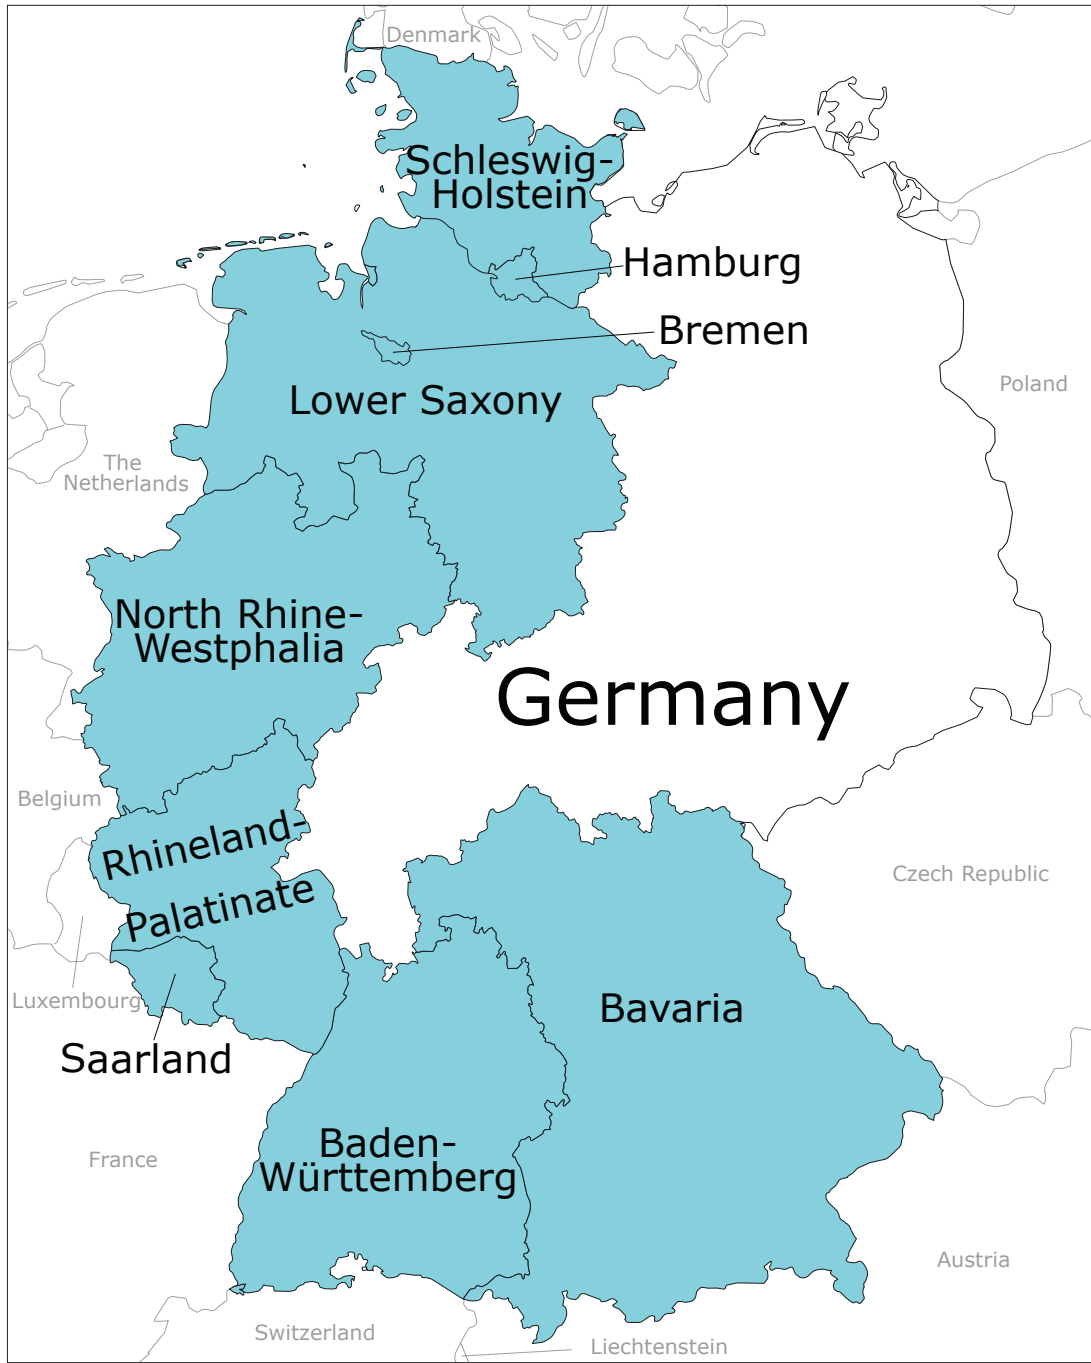 Denmark
Schleswig-
Holstein
Hamburg
Bremen
Poland
Lower Saxony
The
Netherlands
North Rhine-
Westphalia
Germany
Belgium
Rhineland-
Palatinate
Czech Republic
Luxembourg
Bavaria
Saarland
Baden-
Württemberg
France
Austria
Switzerland
Liechtenstein